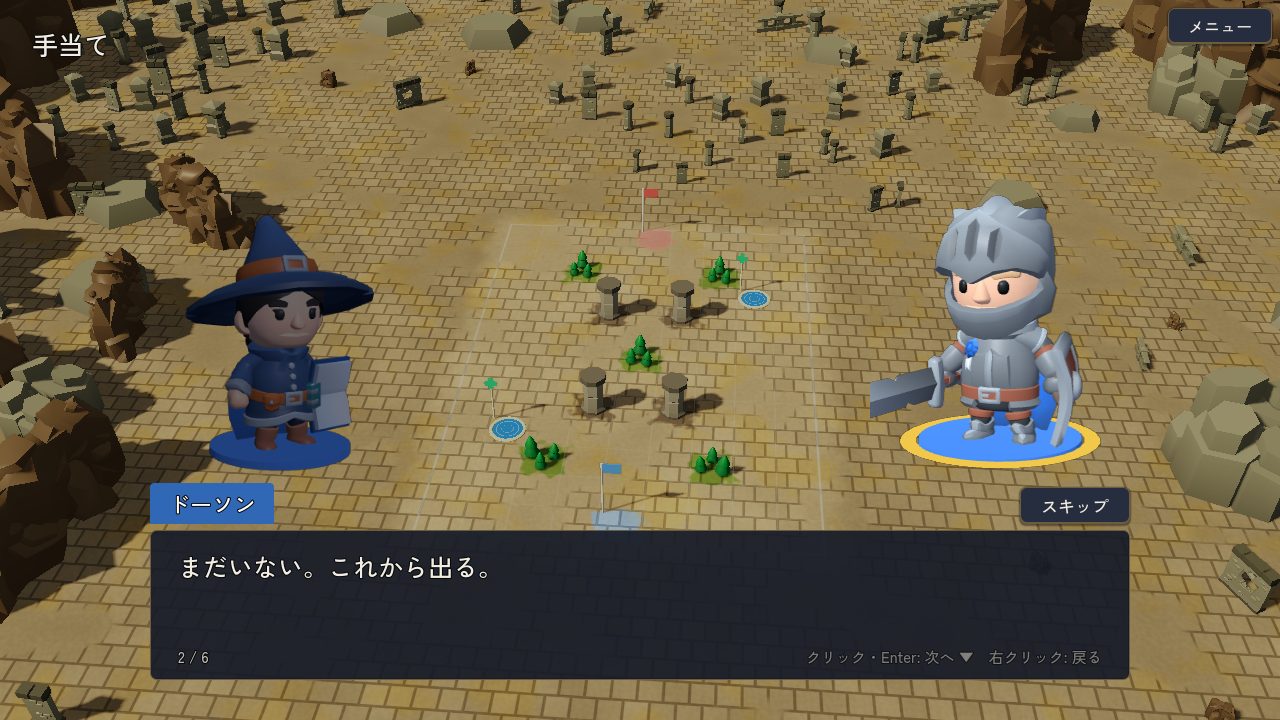 手当て
メニュー
ドーソン
スキップ
まだいない。これから出る。
2 / 6
クリック・Enter: 次へ ▼ 右クリック: 戻る